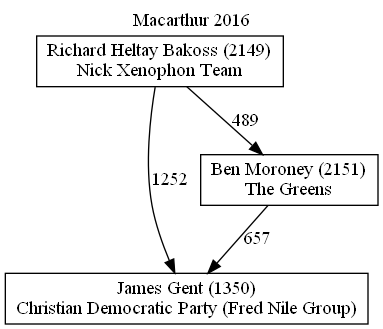 Macarthur 2016
Richard Heltay Bakoss (2149)
Nick Xenophon Team
489
Ben Moroney (2151)
The Greens
1252
657
James Gent (1350)
Christian Democratic Party (Fred Nile Group)